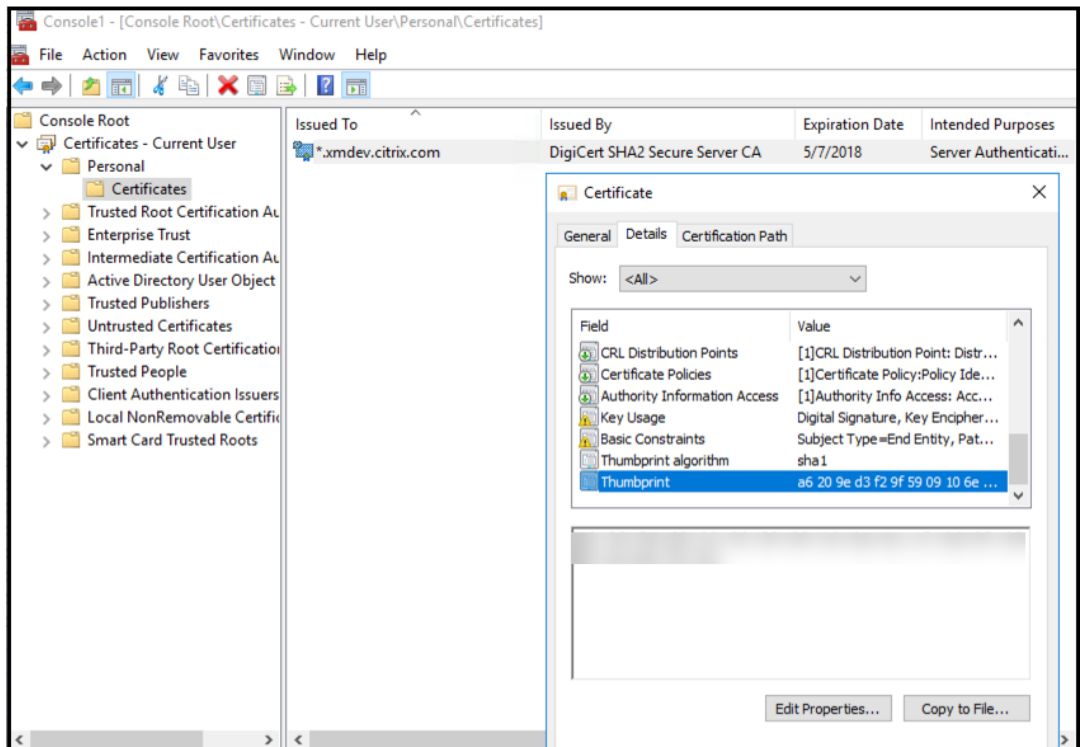 Console1 - [Console Root\Certificates - Current User\Personal\Certificates]
File Action View Favorites Window Help
Console Root
Certificates - Current User
Personal
Certificates
Trusted Root Certification Au
Enterprise Trust
Intermediate Certification Au
Active Directory User Object
Trusted Publishers
Untrusted Certificates
Third-Party Root Certification
Trusted People
Client Authentication Issuers
Local NonRemovable Certific
Smart Card Trusted Roots
Issued To Issued By Expiration Date Intended Purposes
*.xmdev.citrix.com DigiCert SHA2 Secure Server CA 5/7/2018 Server Authenticati...
Certificate
General Details Certification Path
Show: <All>
Field Value
CRL Distribution Points [1]CRL Distribution Point: Distr...
Certificate Policies [1]Certificate Policy:Policy Ide...
Authority Information Access [1]Authority Info Access: Acc...
Key Usage Digital Signature, Key Encipher...
Basic Constraints Subject Type=End Entity, Pat...
Thumbprint algorithm sha1
Thumbprint a6 20 9e d3 f2 9f 59 09 10 6e ...
Edit Properties... Copy to File...